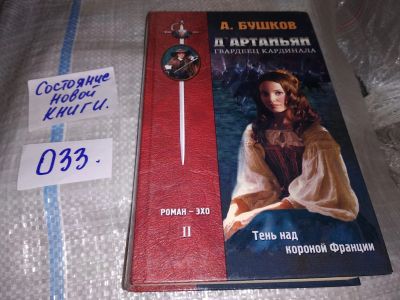 Состояние
новой
книги.
033.
А. БУШКОВ
Д'АРТАНЬЯН
ГВАРДЕЕЦ КАРДИНАЛА
РОМАН – ЭХО
II
Тень над
короной Франции